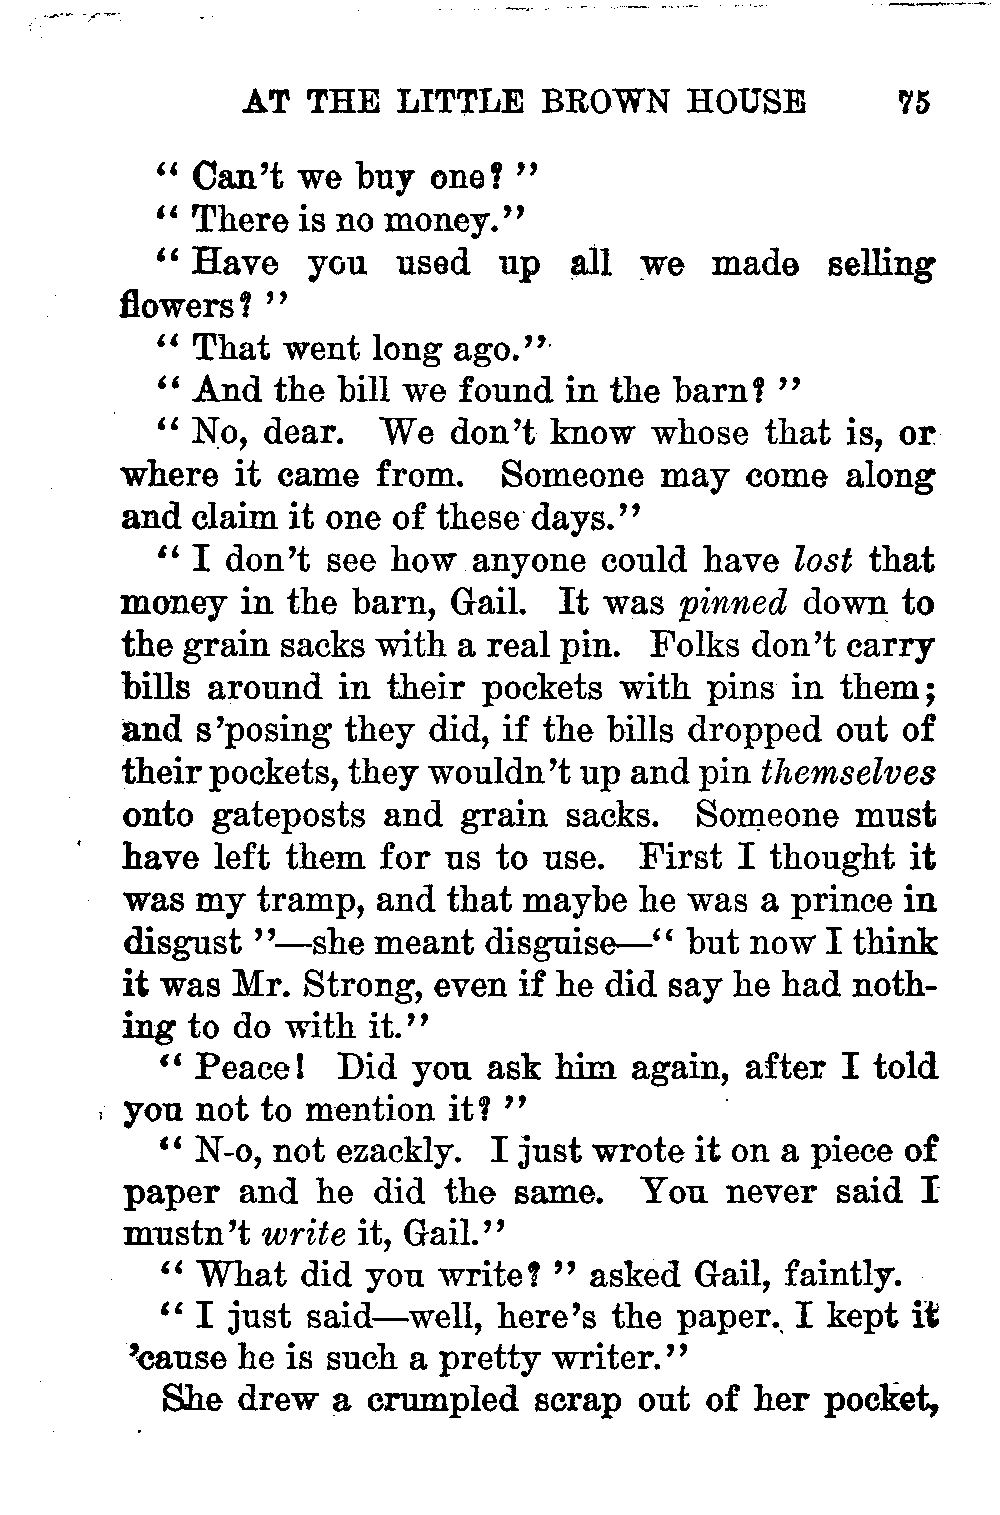 AT THE LITTLE BROWN HOUSE 75
“ Can’t we buy one? ”
“ There is no money.”
“ Have you used up all we made selling
flowers? ”
“ That went long ago.”
“ And the bill we found in the barn? ”
“ No, dear. We don’t know whose that is, or
where it came from. Someone may come along
and claim it one of these days.”
“ I don’t see how anyone could have lost that
money in the barn, Gail. It was pinned down to
the grain sacks with a real pin. Folks don’t carry
bills around in their pockets with pins in them;
and s’posing they did, if the bills dropped out of
their pockets, they wouldn’t up and pin themselves
onto gateposts and grain sacks. Someone must
have left them for us to use. First I thought it
was my tramp, and that maybe he was a prince in
disgust ”—she meant disguise—“ but now I think
it was Mr. Strong, even if he did say he had noth-
ing to do with it.”
“ Peace! Did you ask him again, after I told
you not to mention it? ”
“ N-o, not ezackly. I just wrote it on a piece of
paper and he did the same. You never said I
mustn’t write it, Gail.”
“ What did you write? ” asked Gail, faintly.
“ I just said—well, here’s the paper. I kept it
’cause he is such a pretty writer.”
She drew a crumpled scrap out of her pocket,